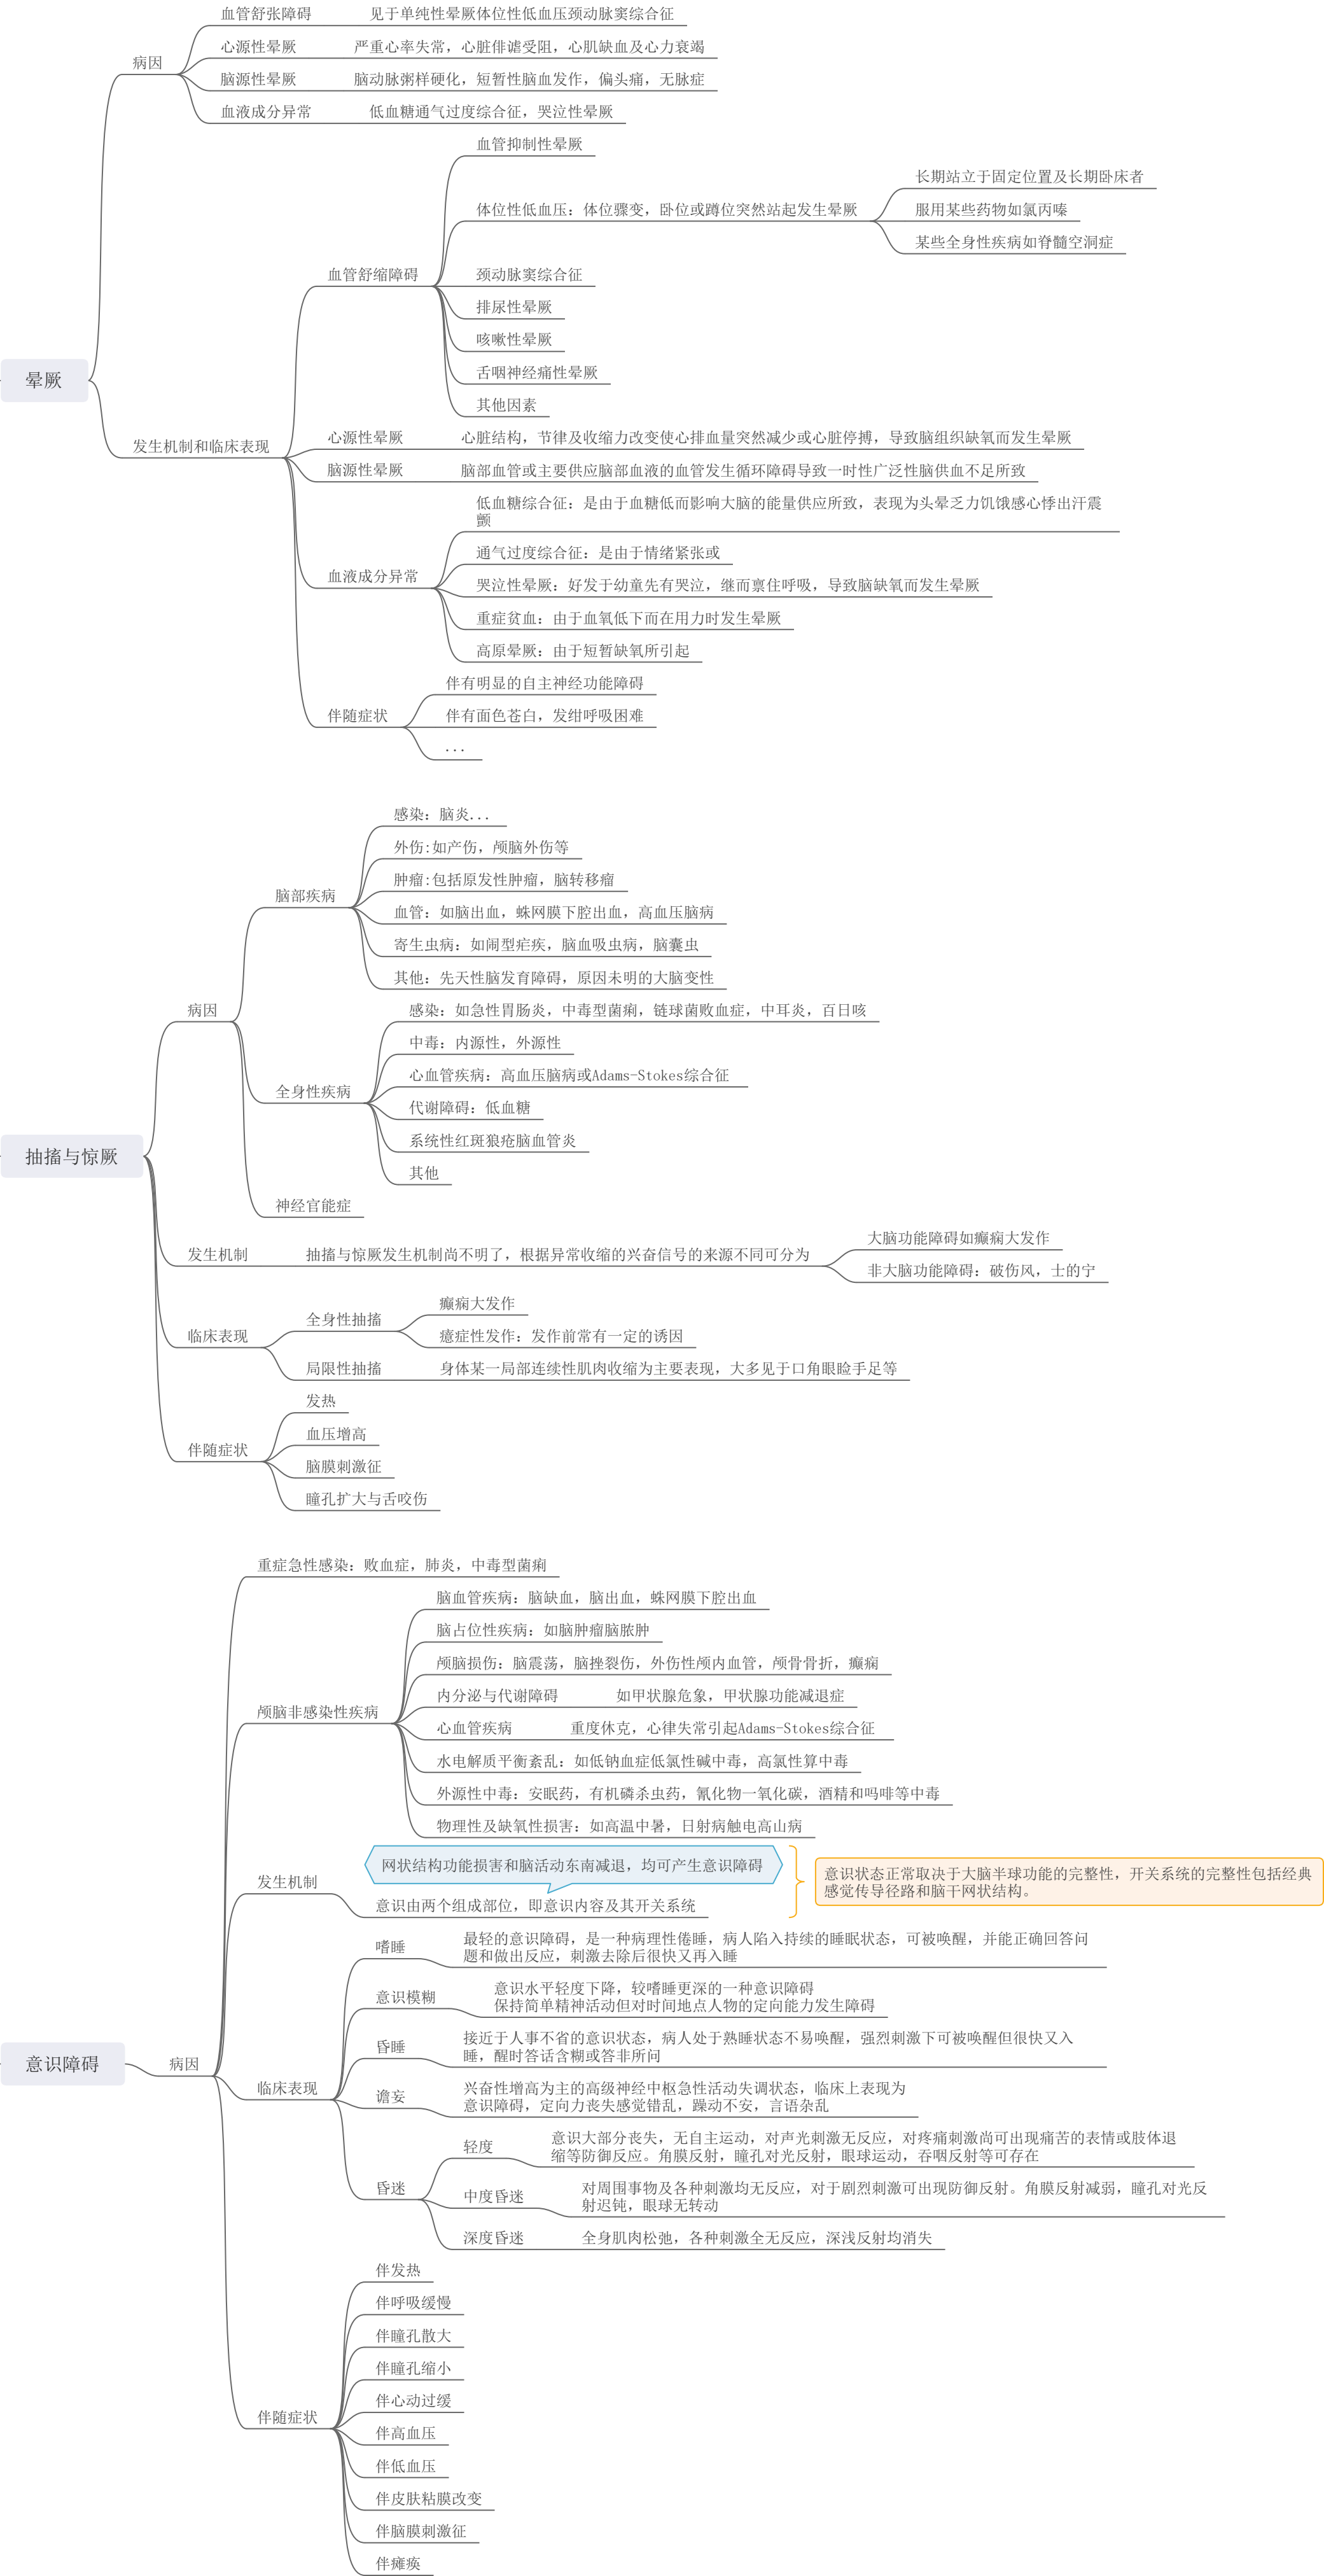 血管舒张障碍
见于单纯性晕厥体位性低血压颈动脉窦综合征
心源性晕厥
严重心率失常，心脏俳谑受阻，心肌缺血及心力衰竭
病因
脑源性晕厥
脑动脉粥样硬化，短暂性脑血发作，偏头痛，无脉症
血液成分异常
低血糖通气过度综合征，哭泣性晕厥
血管抑制性晕厥
长期站立于固定位置及长期卧床者
体位性低血压：体位骤变，卧位或蹲位突然站起发生晕厥
服用某些药物如氯丙嗪
某些全身性疾病如脊髓空洞症
血管舒缩障碍
颈动脉窦综合征
排尿性晕厥
咳嗽性晕厥
舌咽神经痛性晕厥
晕厥
其他因素
发生机制和临床表现
心源性晕厥
心脏结构，节律及收缩力改变使心排血量突然减少或心脏停搏，导致脑组织缺氧而发生晕厥
脑源性晕厥
脑部血管或主要供应脑部血液的血管发生循环障碍导致一时性广泛性脑供血不足所致
低血糖综合征：是由于血糖低而影响大脑的能量供应所致，表现为头晕乏力饥饿感心悸出汗震
颤
通气过度综合征：是由于情绪紧张或
血液成分异常
哭泣性晕厥：好发于幼童先有哭泣，继而禀住呼吸，导致脑缺氧而发生晕厥
重症贫血：由于血氧低下而在用力时发生晕厥
高原晕厥：由于短暂缺氧所引起
伴有明显的自主神经功能障碍
伴随症状
伴有面色苍白，发绀呼吸困难
...
感染：脑炎...
外伤:如产伤，颅脑外伤等
肿瘤:包括原发性肿瘤，脑转移瘤
脑部疾病
血管：如脑出血，蛛网膜下腔出血，高血压脑病
寄生虫病：如闹型疟疾，脑血吸虫病，脑囊虫
其他：先天性脑发育障碍，原因未明的大脑变性
病因
感染：如急性胃肠炎，中毒型菌痢，链球菌败血症，中耳炎，百日咳
中毒：内源性，外源性
心血管疾病：高血压脑病或Adams-Stokes综合征
全身性疾病
代谢障碍：低血糖
系统性红斑狼疮脑血管炎
其他
抽搐与惊厥
神经官能症
发生机制
抽搐与惊厥发生机制尚不明了，根据异常收缩的兴奋信号的来源不同可分为
大脑功能障碍如癫痫大发作
非大脑功能障碍：破伤风，士的宁
临床表现
全身性抽搐
癫痫大发作
癔症性发作：发作前常有一定的诱因
局限性抽搐
身体某一局部连续性肌肉收缩为主要表现，大多见于口角眼睑手足等
发热
血压增高
伴随症状
脑膜刺激征
瞳孔扩大与舌咬伤
重症急性感染：败血症，肺炎，中毒型菌痢
脑血管疾病：脑缺血，脑出血，蛛网膜下腔出血
脑占位性疾病：如脑肿瘤脑脓肿
颅脑损伤：脑震荡，脑挫裂伤，外伤性颅内血管，颅骨骨折，癫痫
内分泌与代谢障碍
如甲状腺危象，甲状腺功能减退症
颅脑非感染性疾病
心血管疾病
重度休克，心律失常引起Adams-Stokes综合征
水电解质平衡紊乱：如低钠血症低氯性碱中毒，高氯性算中毒
外源性中毒：安眠药，有机磷杀虫药，氰化物一氧化碳，酒精和吗啡等中毒
物理性及缺氧性损害：如高温中暑，日射病触电高山病
网状结构功能损害和脑活动东南减退，均可产生意识障碍
发生机制
意识由两个组成部位，即意识内容及其开关系统
意识状态正常取决于大脑半球功能的完整性，开关系统的完整性包括经典
感觉传导径路和脑干网状结构。
嗜睡
最轻的意识障碍，是一种病理性倦睡，病人陷入持续的睡眠状态，可被唤醒，并能正确回答问
题和做出反应，刺激去除后很快又再入睡
意识模糊
意识水平轻度下降，较嗜睡更深的一种意识障碍
保持简单精神活动但对时间地点人物的定向能力发生障碍
意识障碍
病因
昏睡
接近于人事不省的意识状态，病人处于熟睡状态不易唤醒，强烈刺激下可被唤醒但很快又入
睡，醒时答话含糊或答非所问
临床表现
谵妄
兴奋性增高为主的高级神经中枢急性活动失调状态，临床上表现为
意识障碍，定向力丧失感觉错乱，躁动不安，言语杂乱
昏迷
轻度
意识大部分丧失，无自主运动，对声光刺激无反应，对疼痛刺激尚可出现痛苦的表情或肢体退
缩等防御反应。角膜反射，瞳孔对光反射，眼球运动，吞咽反射等可存在
中度昏迷
对周围事物及各种刺激均无反应，对于剧烈刺激可出现防御反射。角膜反射减弱，瞳孔对光反
射迟钝，眼球无转动
深度昏迷
全身肌肉松弛，各种刺激全无反应，深浅反射均消失
伴发热
伴呼吸缓慢
伴瞳孔散大
伴瞳孔缩小
伴心动过缓
伴随症状
伴高血压
伴低血压
伴皮肤粘膜改变
伴脑膜刺激征
伴瘫痪